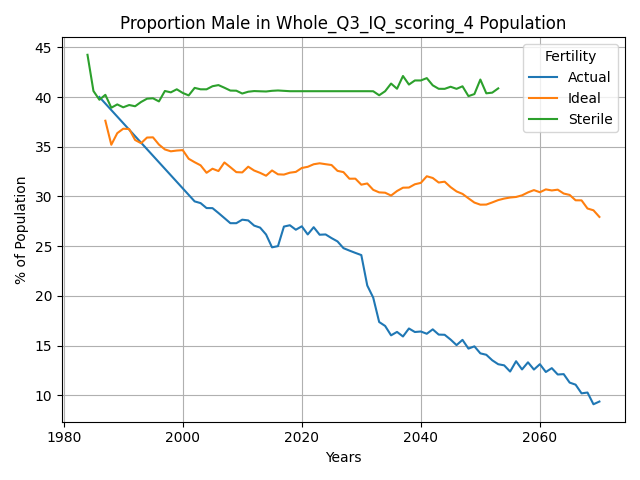 Proportion Male in Whole_Q3_IQ_scoring_4 Population
Fertility
Actual
Ideal
Sterile
% of Population
45
40
35
30
25
20
15
10
1980
2000
2020
2040
2060
Years